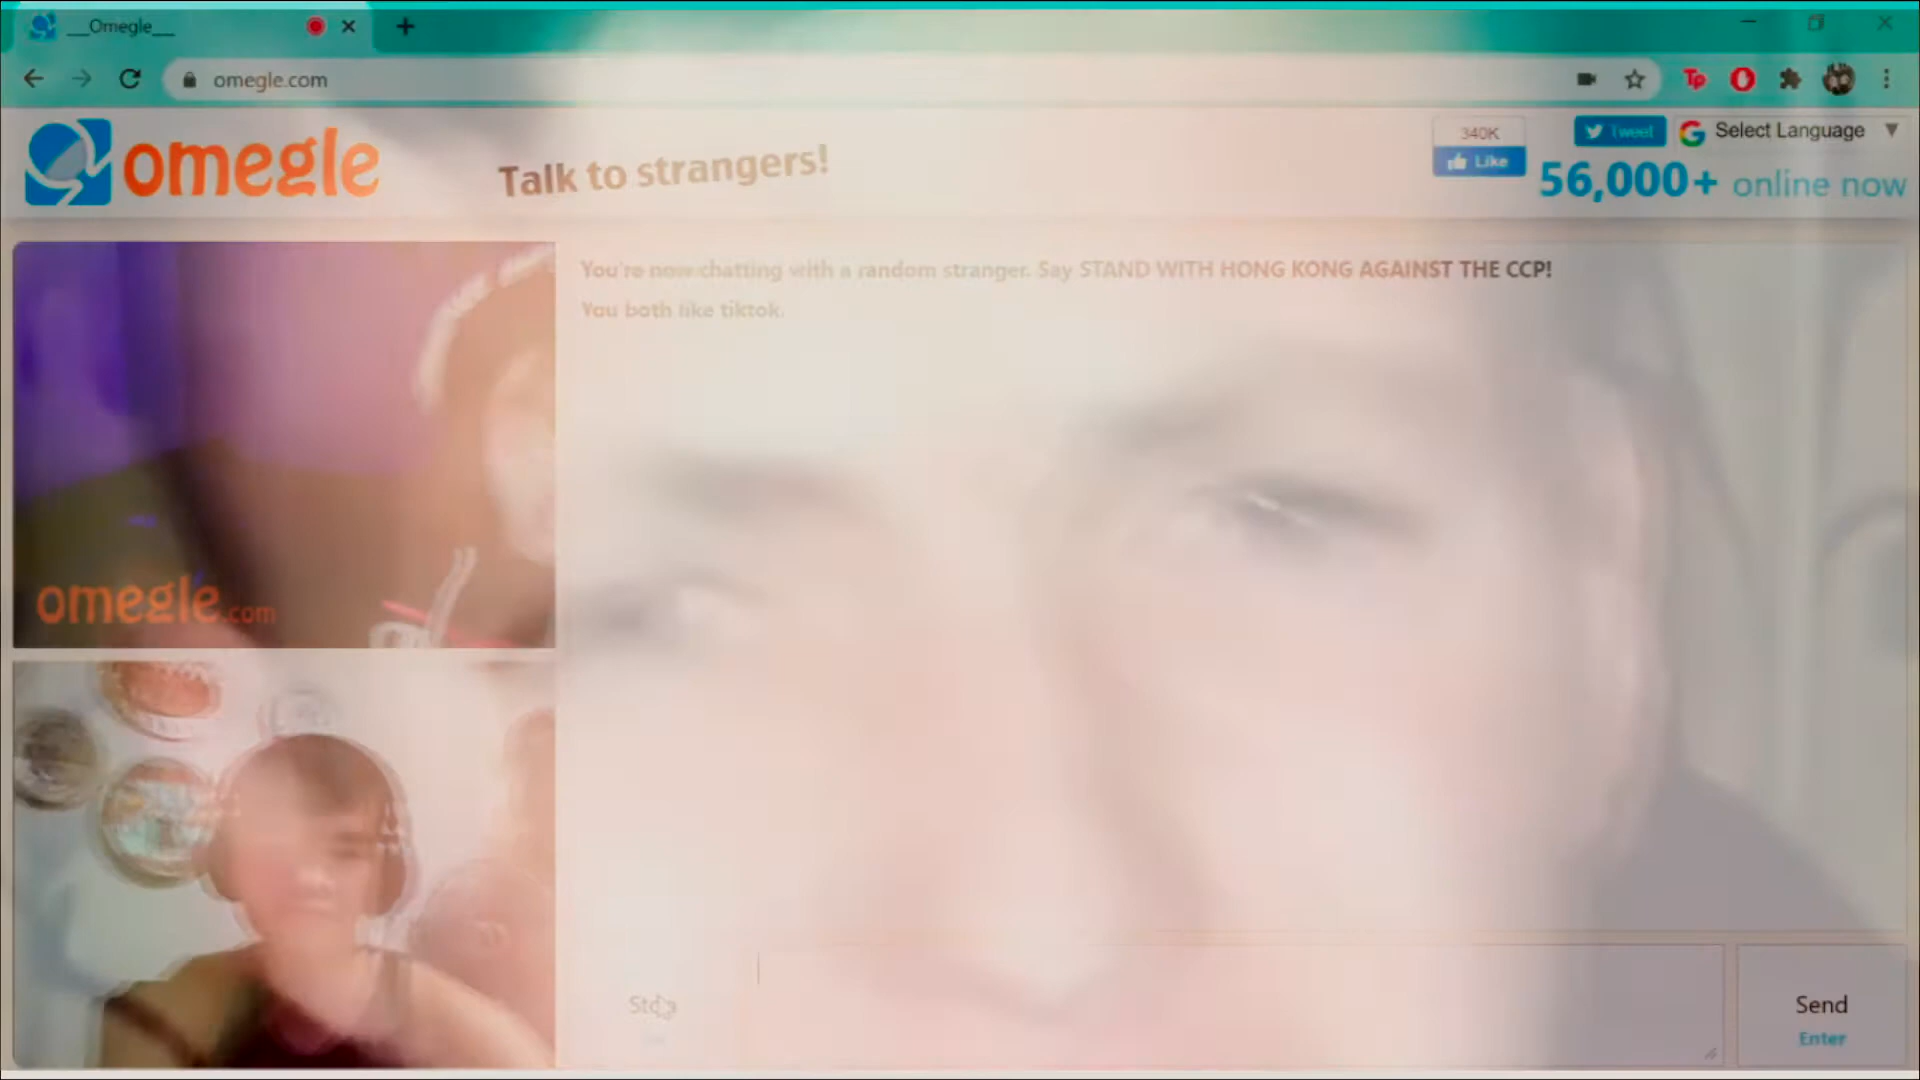 __Omegle__
omegle.com
omegle
Talk to strangers!
340K
Like
Tweet
Select Language
56,000+ online now
You're now chatting with a random stranger. Say STAND WITH HONG KONG AGAINST THE CCP!
You both like tiktok.
omegle.com
Stop
Send
Enter